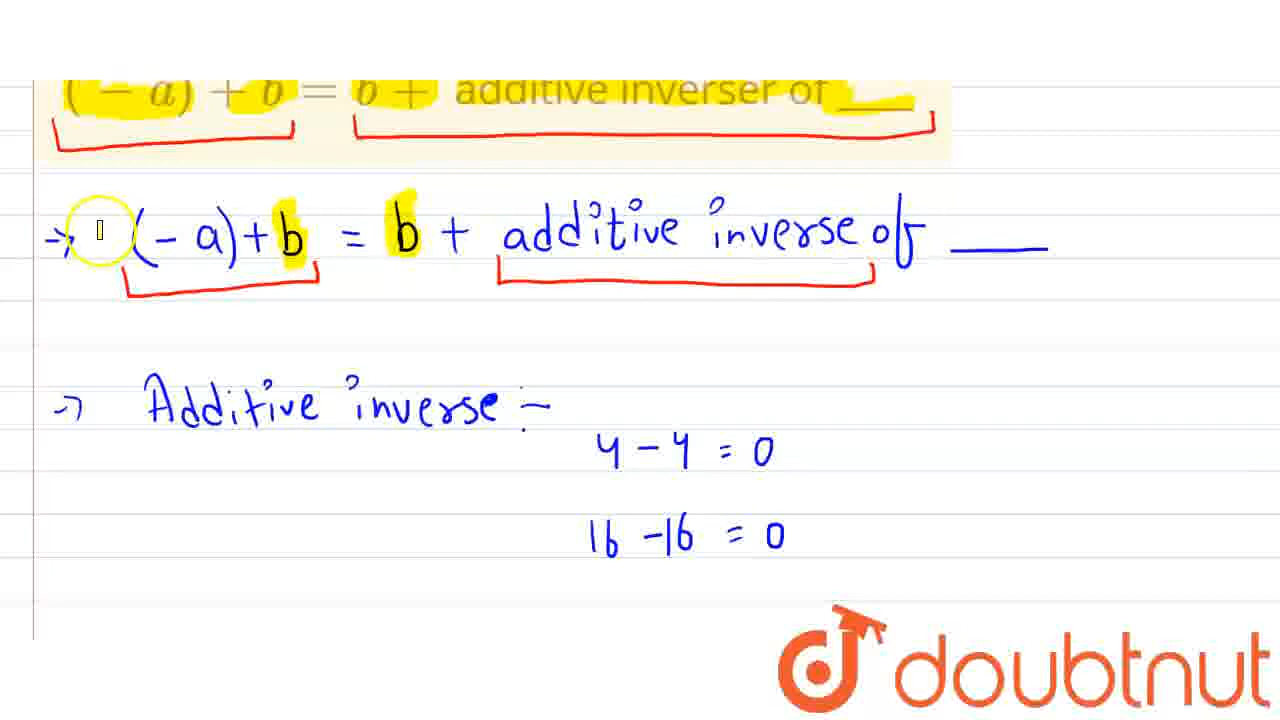 (−a) + b = b + additive inverser of ___
→ (−a) + b = b + additive inverse of ___
→ Additive inverse :-
4 − 4 = 0
16 − 16 = 0
doubtnut